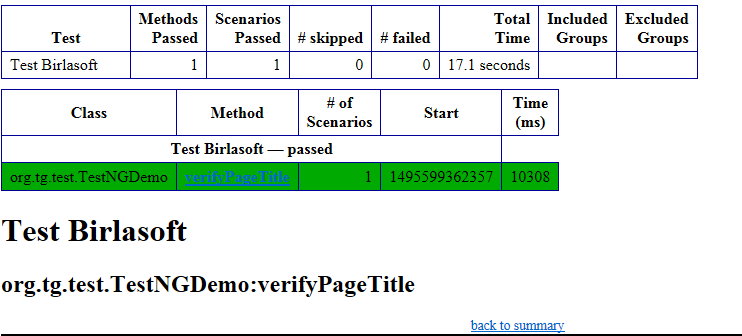 Test Methods Passed Scenarios Passed # skipped # failed Total Time Included Groups Excluded Groups
Test Birlasoft 1 1 0 0 17.1 seconds
Class Method # of Scenarios Start Time (ms)
Test Birlasoft — passed
org.tg.test.TestNGDemo verifyPageTitle 1 1495599362357 10308
Test Birlasoft
org.tg.test.TestNGDemo:verifyPageTitle
back to summary